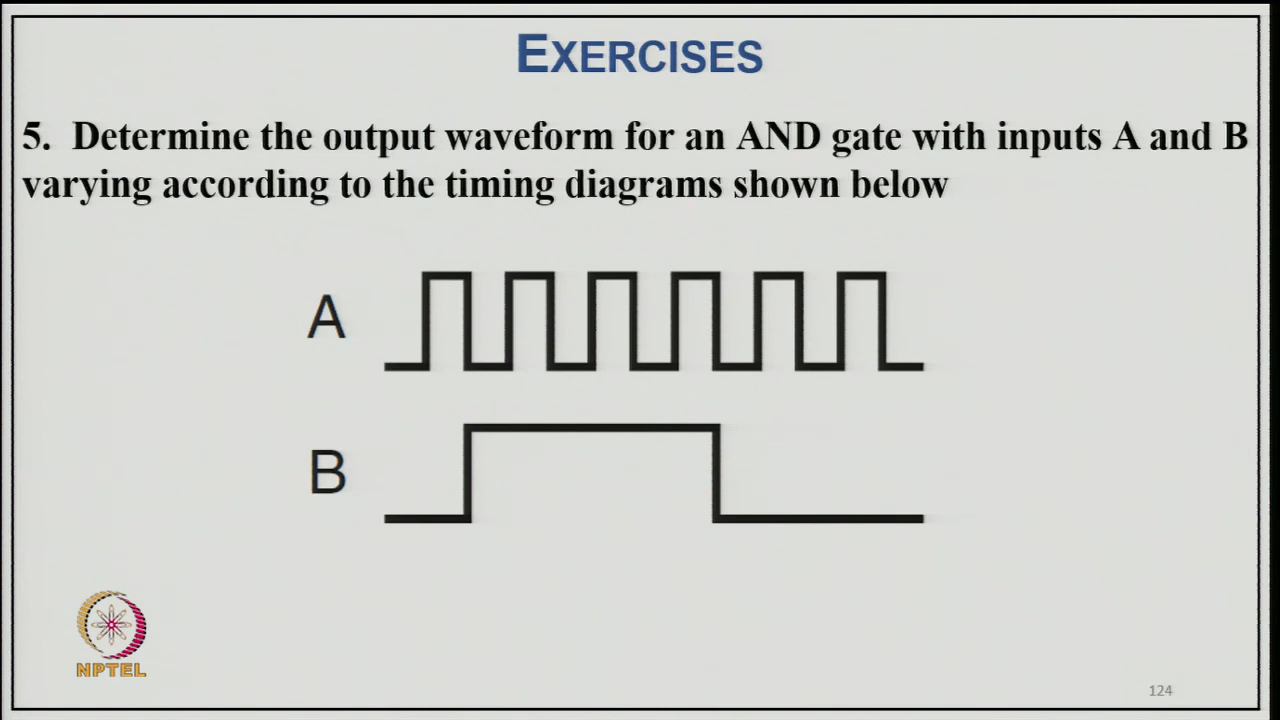 EXERCISES
5. Determine the output waveform for an AND gate with inputs A and B
varying according to the timing diagrams shown below
A
B
NPTEL
124